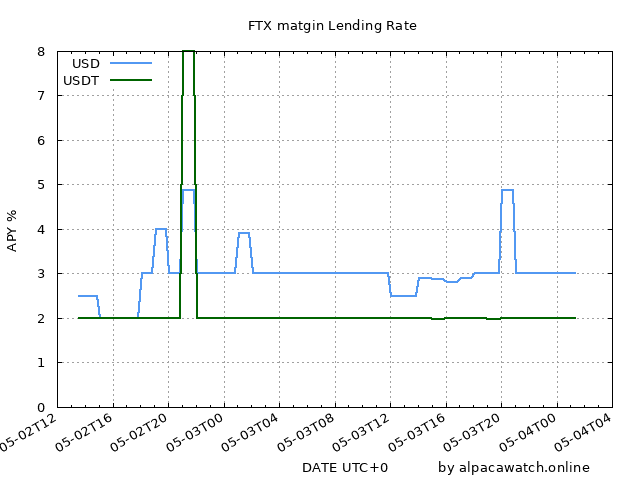 FTX matgin Lending Rate
USD
USDT
8
7
6
5
4
3
2
1
0
APY %
05-02T12
05-02T16
05-02T20
05-03T00
05-03T04
05-03T08
05-03T12
05-03T16
05-03T20
05-04T00
05-04T04
DATE UTC+0
by alpacawatch.online